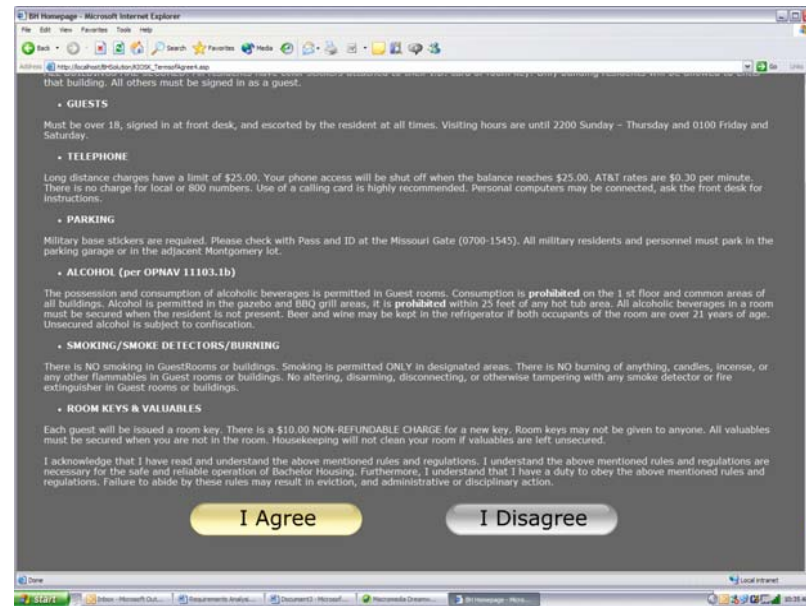 BH Homepage - Microsoft Internet Explorer
File Edit View Favorites Tools Help
Back Search Favorites Media
Address http://localhost/BHSolution/KIOSK_TermsofAgree4.asp Go Links
that building. All others must be signed in as a guest.
• GUESTS
Must be over 18, signed in at front desk, and escorted by the resident at all times. Visiting hours are until 2200 Sunday – Thursday and 0100 Friday and
Saturday.
• TELEPHONE
Long distance charges have a limit of $25.00. Your phone access will be shut off when the balance reaches $25.00. AT&T rates are $0.30 per minute.
There is no charge for local or 800 numbers. Use of a calling card is highly recommended. Personal computers may be connected, ask the front desk for
instructions.
• PARKING
Military base stickers are required. Please check with Pass and ID at the Missouri Gate (0700-1545). All military residents and personnel must park in the
parking garage or in the adjacent Montgomery lot.
• ALCOHOL (per OPNAV 11103.1b)
The possession and consumption of alcoholic beverages is permitted in Guest rooms. Consumption is prohibited on the 1 st floor and common areas of
all buildings. Alcohol is permitted in the gazebo and BBQ grill areas, it is prohibited within 25 feet of any hot tub area. All alcoholic beverages in a room
must be secured when the resident is not present. Beer and wine may be kept in the refrigerator if both occupants of the room are over 21 years of age.
Unsecured alcohol is subject to confiscation.
• SMOKING/SMOKE DETECTORS/BURNING
There is NO smoking in GuestRooms or buildings. Smoking is permitted ONLY in designated areas. There is NO burning of anything, candles, incense, or
any other flammables in Guest rooms or buildings. No altering, disarming, disconnecting, or otherwise tampering with any smoke detector or fire
extinguisher in Guest rooms or buildings.
• ROOM KEYS & VALUABLES
Each guest will be issued a room key. There is a $10.00 NON-REFUNDABLE CHARGE for a new key. Room keys may not be given to anyone. All valuables
must be secured when you are not in the room. Housekeeping will not clean your room if valuables are left unsecured.
I acknowledge that I have read and understand the above mentioned rules and regulations. I understand the above mentioned rules and regulations are
necessary for the safe and reliable operation of Bachelor Housing. Furthermore, I understand that I have a duty to obey the above mentioned rules and
regulations. Failure to abide by these rules may result in eviction, and administrative or disciplinary action.
I Agree I Disagree
Done Local intranet
start Inbox - Microsoft Out... Requirements Analys... Document3 - Microsof... Macromedia Dreamw... BH Homepage - Micro...